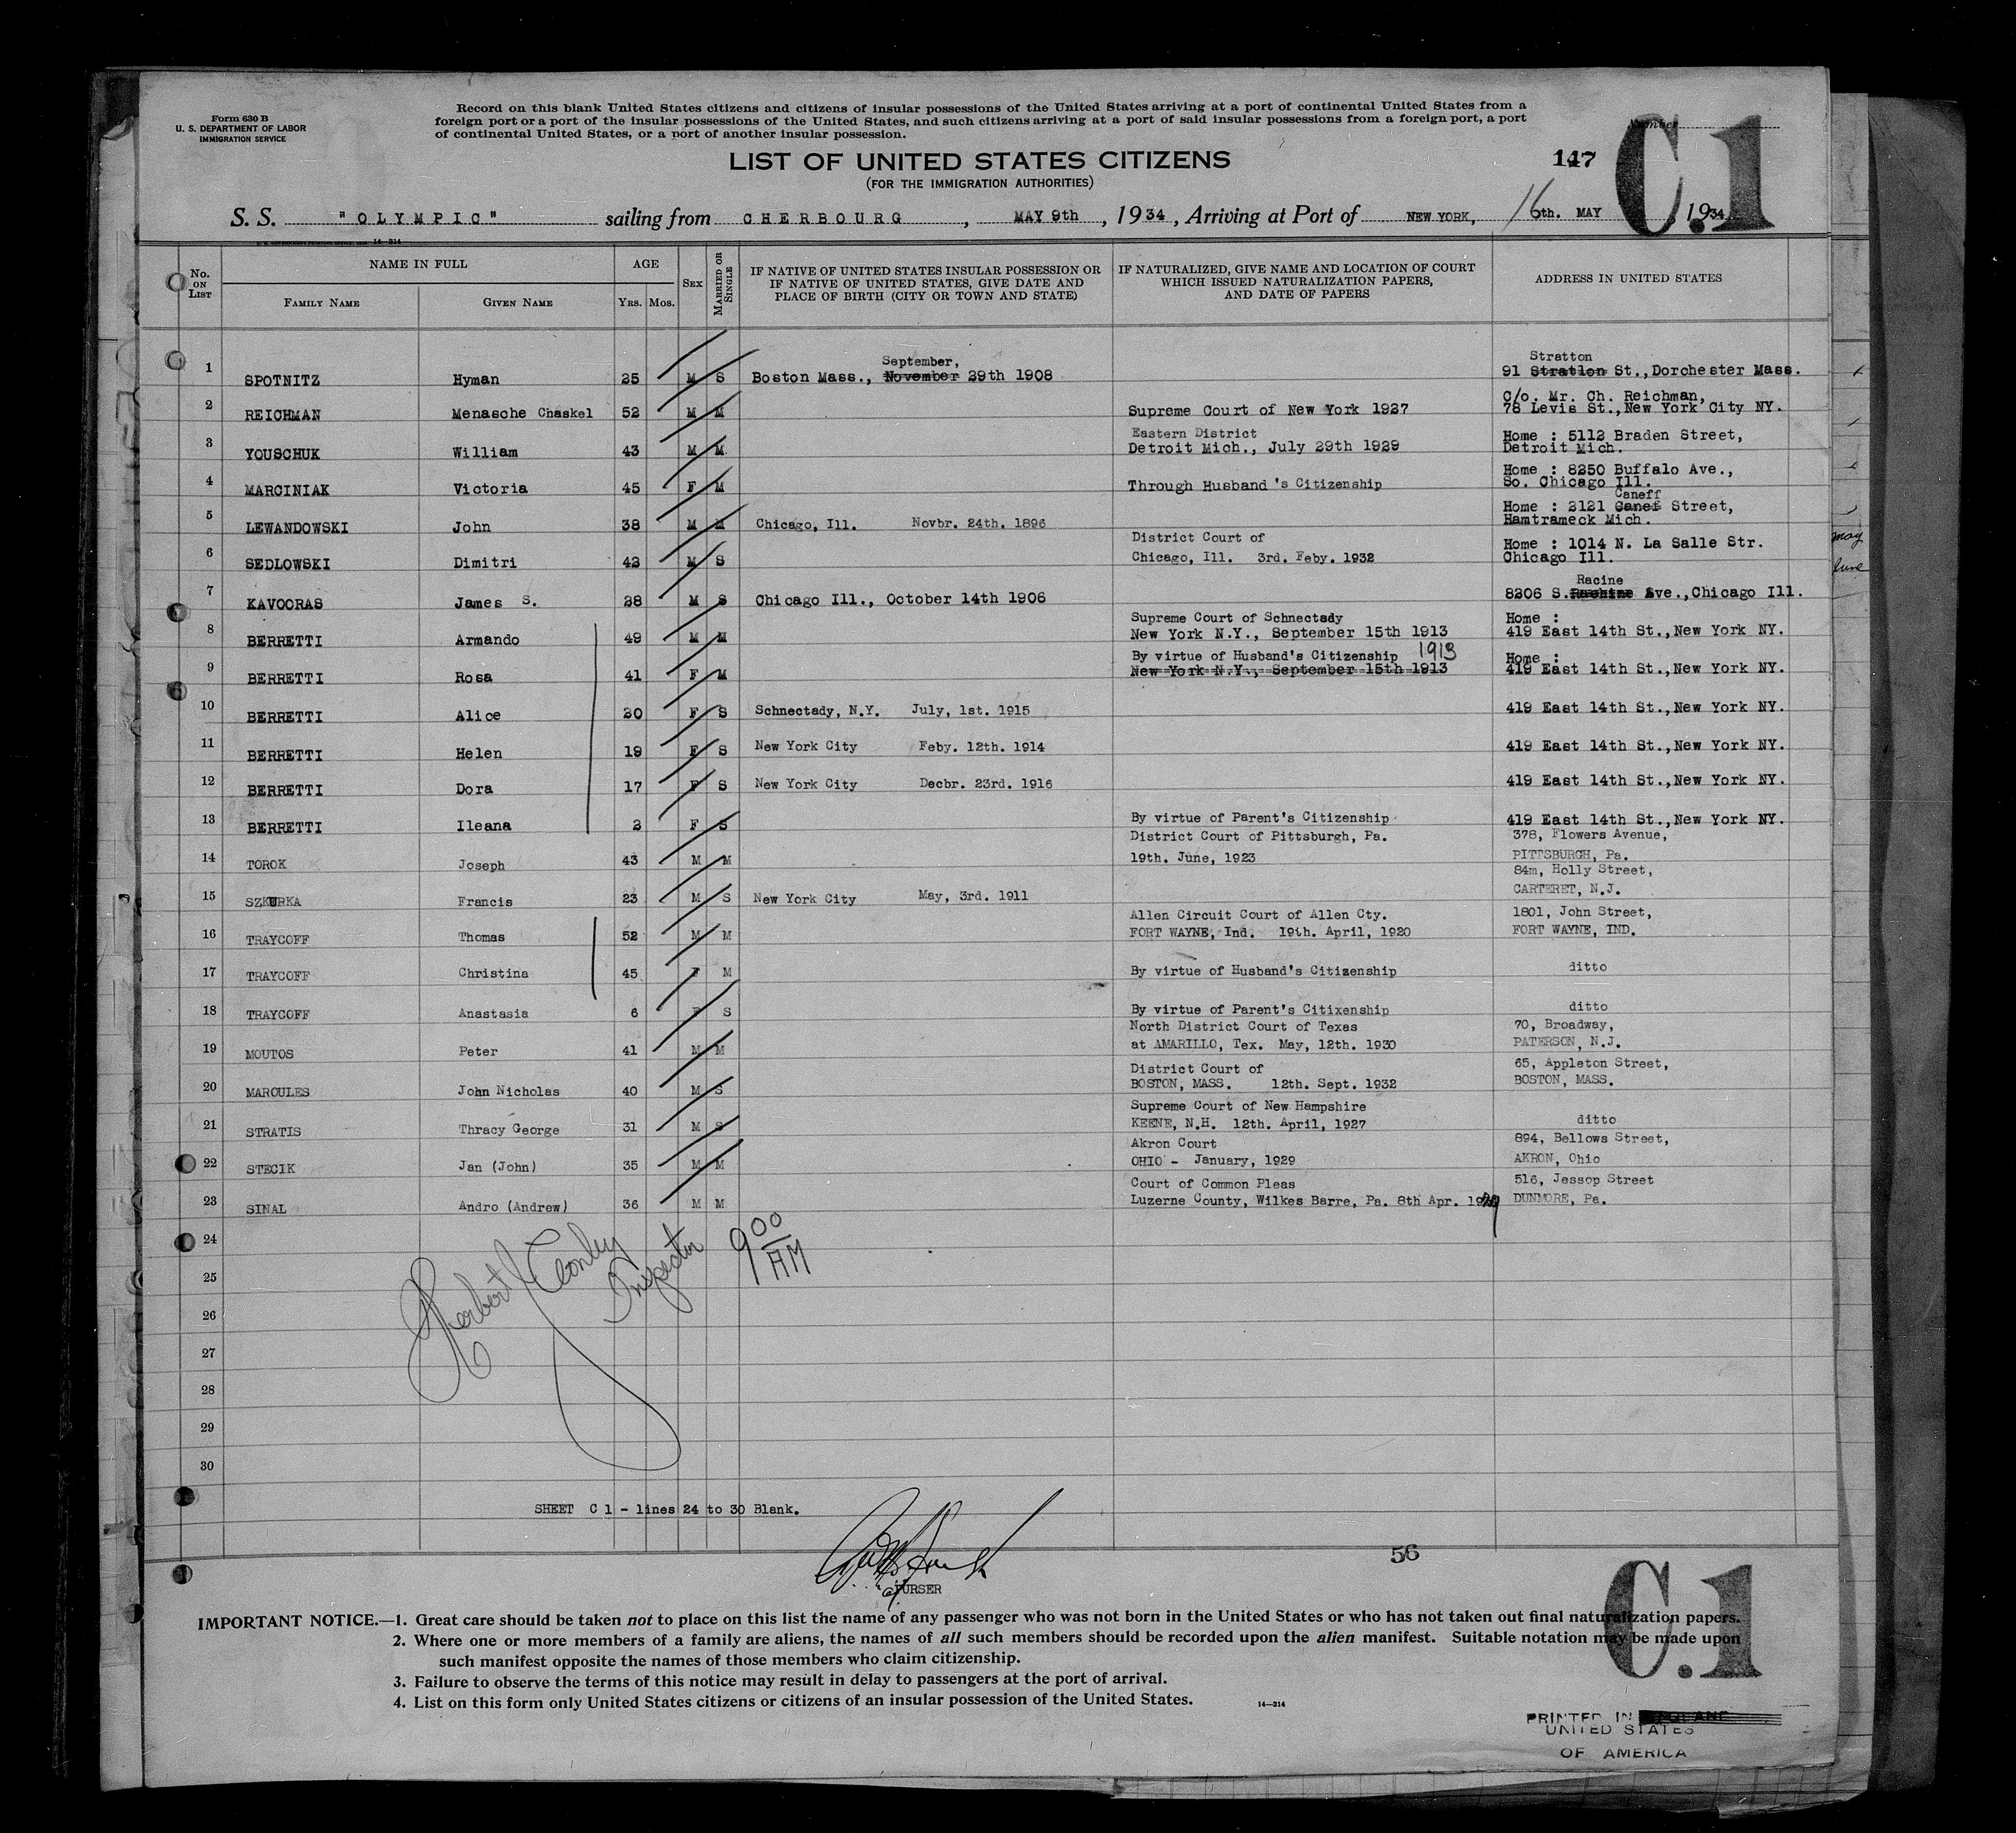 Form 630 B
U. S. DEPARTMENT OF LABOR
IMMIGRATION SERVICE
Record on this blank United States citizens and citizens of insular possessions of the United States arriving at a port of continental United States from a
foreign port or a port of the insular possessions of the United States, and such citizens arriving at a port of said insular possessions from a foreign port, a port
of continental United States, or a port of another insular possession.
Number
C.1
147
LIST OF UNITED STATES CITIZENS
(FOR THE IMMIGRATION AUTHORITIES)
S. S. "OLYMPIC" sailing from CHERBOURG, MAY 9th, 1934, Arriving at Port of NEW YORK, 16th. MAY, 1934
14-214
No. ON LIST
NAME IN FULL
FAMILY NAME
GIVEN NAME
AGE
YRS. MOS.
SEX
MARRIED OR SINGLE
IF NATIVE OF UNITED STATES INSULAR POSSESSION OR
IF NATIVE OF UNITED STATES, GIVE DATE AND
PLACE OF BIRTH (CITY OR TOWN AND STATE)
IF NATURALIZED, GIVE NAME AND LOCATION OF COURT
WHICH ISSUED NATURALIZATION PAPERS,
AND DATE OF PAPERS
ADDRESS IN UNITED STATES
September, Stratton
1 SPOTNITZ Hyman 25 M S Boston Mass., November 29th 1908 91 Stratlon St.,Dorchester Mass.
C/o. Mr. Ch. Reichman,
2 REICHMAN Menasche Chaskel 52 M M Supreme Court of New York 1927 78 Levis St.,New York City NY.
Eastern District Home : 5112 Braden Street,
3 YOUSCHUK William 43 M M Detroit Mich., July 29th 1929 Detroit Mich.
Home : 8250 Buffalo Ave.,
4 MARCINIAK Victoria 45 F M Through Husband's Citizenship So. Chicago Ill.
Caneff
Home : 2121 Canef Street,
5 LEWANDOWSKI John 38 M M Chicago, Ill. Novbr. 24th. 1896 Hamtrameck Mich.
District Court of Home : 1014 N. La Salle Str.
6 SEDLOWSKI Dimitri 42 M S Chicago, Ill. 3rd. Feby. 1932 Chicago Ill.
Racine
7 KAVOORAS James S. 28 M S Chicago Ill., October 14th 1906 8206 S. Ave.,Chicago Ill.
Supreme Court of Schnectady Home :
8 BERRETTI Armando 49 M M New York N.Y., September 15th 1913 419 East 14th St.,New York NY.
By virtue of Husband's Citizenship 1913 Home :
9 BERRETTI Rosa 41 F M New York N.Y., September 15th 1913 419 East 14th St.,New York NY.
10 BERRETTI Alice 20 F S Schnectady, N.Y. July, 1st. 1915 419 East 14th St.,New York NY.
11 BERRETTI Helen 19 F S New York City Feby. 12th. 1914 419 East 14th St.,New York NY.
12 BERRETTI Dora 17 F S New York City Decbr. 23rd. 1916 419 East 14th St.,New York NY.
13 BERRETTI Ileana 2 F S By virtue of Parent's Citizenship 419 East 14th St.,New York NY.
District Court of Pittsburgh, Pa. 378, Flowers Avenue,
14 TOROK Joseph 43 M M 19th. June, 1923 PITTSBURGH, Pa.
84m, Holly Street,
15 SZKURKA Francis 23 M S New York City May, 3rd. 1911 CARTERET, N.J.
Allen Circuit Court of Allen Cty. 1801, John Street,
16 TRAYCOFF Thomas 52 M M FORT WAYNE, Ind. 19th. April, 1920 FORT WAYNE, IND.
17 TRAYCOFF Christina 45 F M By virtue of Husband's Citizenship ditto
18 TRAYCOFF Anastasia 6 F S By virtue of Parent's Citixenship ditto
North District Court of Texas 70, Broadway,
19 MOUTOS Peter 41 M M at AMARILLO, Tex. May, 12th. 1930 PATERSON, N.J.
District Court of 65, Appleton Street,
20 MAROULES John Nicholas 40 M S BOSTON, MASS. 12th. Sept. 1932 BOSTON, MASS.
Supreme Court of New Hampshire
21 STRATIS Thracy George 31 M S KEENE, N.H. 12th. April, 1927 ditto
Akron Court 894, Bellows Street,
22 STECIK Jan (John) 35 M M OHIO - January, 1929 AKRON, Ohio
Court of Common Pleas 516, Jessop Street
23 SINAL Andro (Andrew) 36 M M Luzerne County, Wilkes Barre, Pa. 8th Apr. DUNMORE, Pa.
24
25
26
27
28
29
30
Herbert Conley
Inspector
9 00 AM
may
June
SHEET C 1 - lines 24 to 30 Blank.
PURSER
56
C.1
IMPORTANT NOTICE.—1. Great care should be taken not to place on this list the name of any passenger who was not born in the United States or who has not taken out final naturalization papers.
2. Where one or more members of a family are aliens, the names of all such members should be recorded upon the alien manifest. Suitable notation may be made upon
such manifest opposite the names of those members who claim citizenship.
3. Failure to observe the terms of this notice may result in delay to passengers at the port of arrival.
4. List on this form only United States citizens or citizens of an insular possession of the United States.
14-214
PRINTED IN
UNITED STATES
OF AMERICA